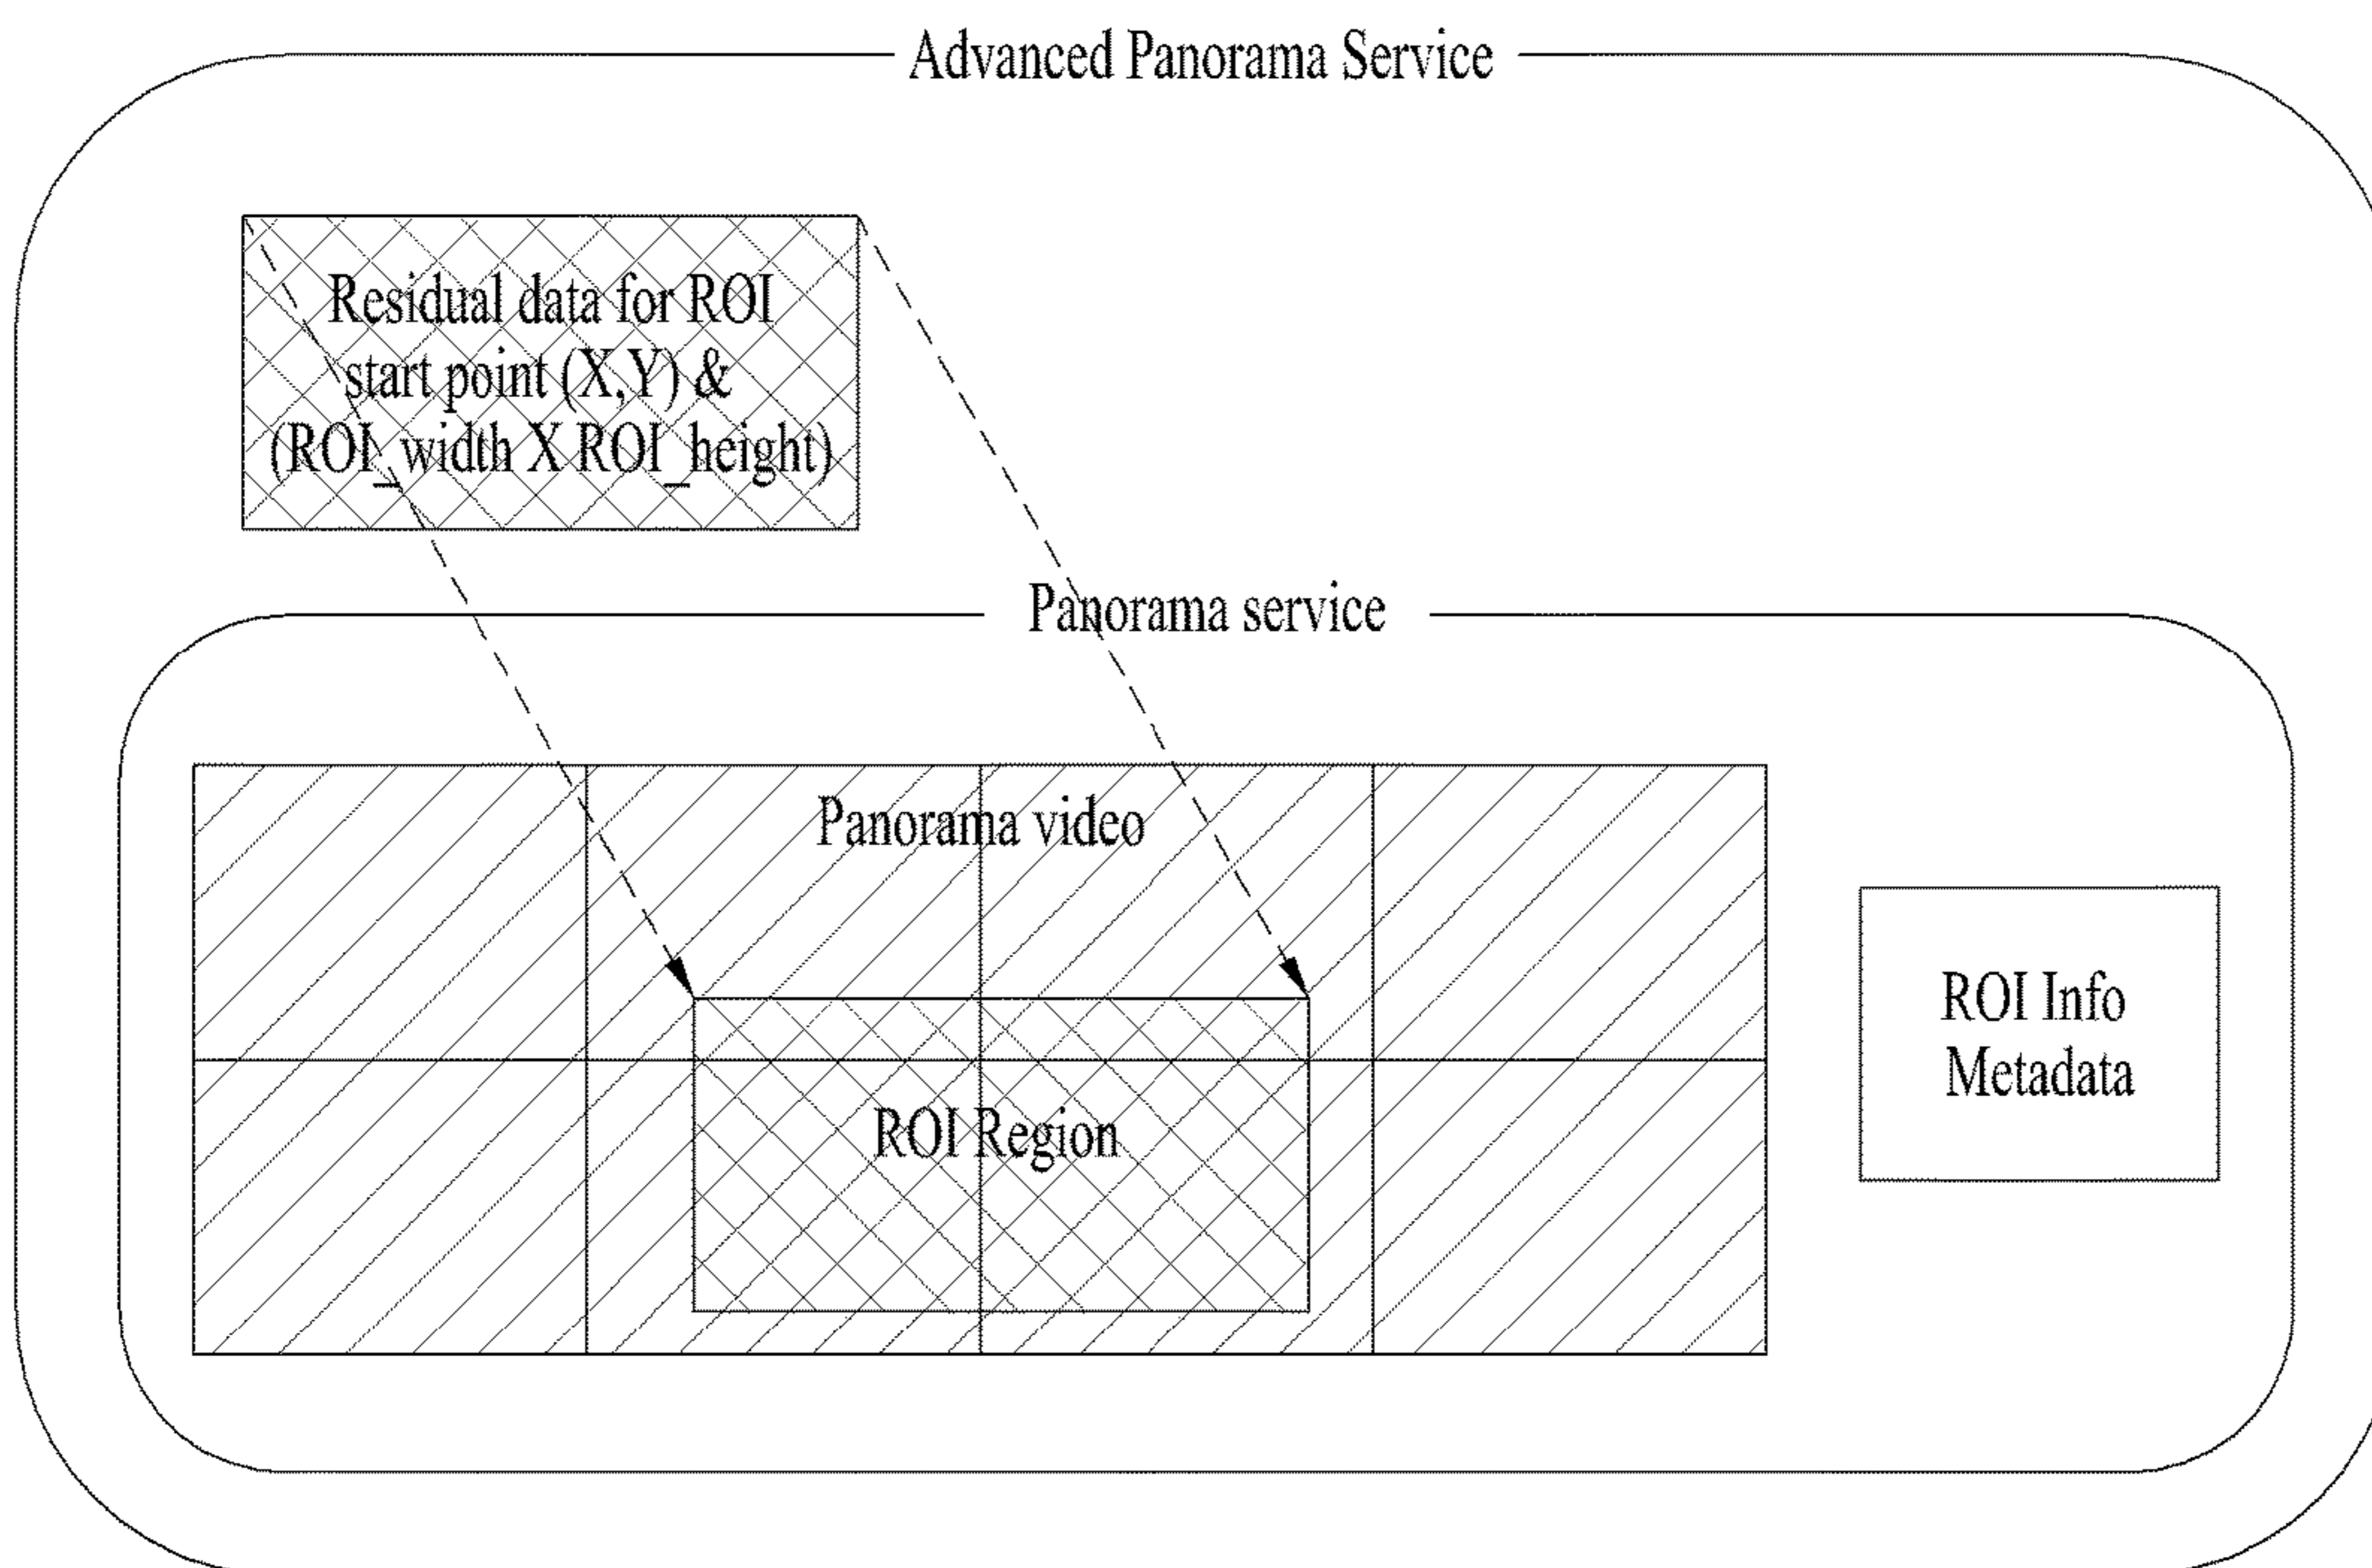 Advanced Panorama Service
Residual data for ROI
start point (X,Y) &
(ROI_width X ROI_height)
Panorama service
Panorama video
ROI Region
ROI Info
Metadata